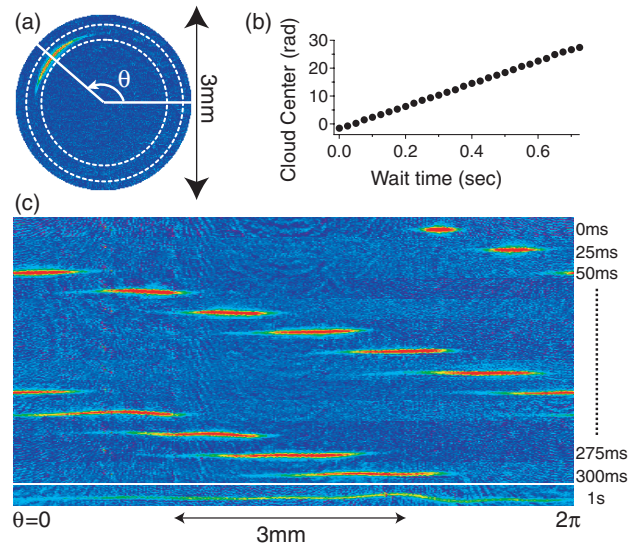 (a)
θ
3mm
(b)
Cloud Center (rad)
30
20
10
0
0.0
0.2
0.4
0.6
Wait time (sec)
(c)
0ms
25ms
50ms
275ms
300ms
1s
θ=0
3mm
2π